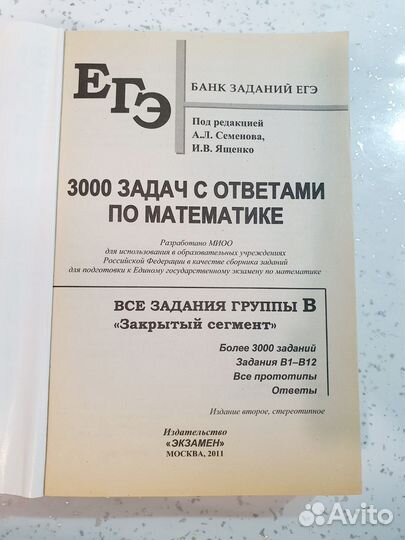 ЕГЭ
БАНК ЗАДАНИЙ ЕГЭ
Под редакцией
А.Л. Семенова,
И.В. Ященко
3000 ЗАДАЧ С ОТВЕТАМИ
ПО МАТЕМАТИКЕ
Разработано МИОО
для использования в образовательных учреждениях
Российской Федерации в качестве сборника заданий
для подготовки к Единому государственному экзамену по математике
ВСЕ ЗАДАНИЯ ГРУППЫ В
«Закрытый сегмент»
Более 3000 заданий
Задания В1–В12
Все прототипы
Ответы
Издание второе, стереотипное
Издательство
«ЭКЗАМЕН»
МОСКВА, 2011
Avito